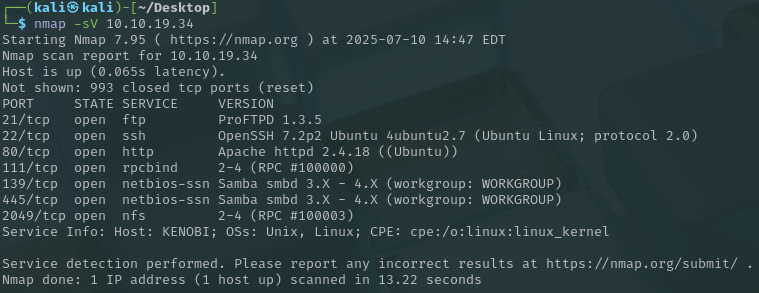 ┌──(kali㉿kali)-[~/Desktop]
└─$ nmap -sV 10.10.19.34
Starting Nmap 7.95 ( https://nmap.org ) at 2025-07-10 14:47 EDT
Nmap scan report for 10.10.19.34
Host is up (0.065s latency).
Not shown: 993 closed tcp ports (reset)
PORT     STATE SERVICE     VERSION
21/tcp   open  ftp         ProFTPD 1.3.5
22/tcp   open  ssh         OpenSSH 7.2p2 Ubuntu 4ubuntu2.7 (Ubuntu Linux; protocol 2.0)
80/tcp   open  http        Apache httpd 2.4.18 ((Ubuntu))
111/tcp  open  rpcbind     2-4 (RPC #100000)
139/tcp  open  netbios-ssn Samba smbd 3.X - 4.X (workgroup: WORKGROUP)
445/tcp  open  netbios-ssn Samba smbd 3.X - 4.X (workgroup: WORKGROUP)
2049/tcp open  nfs         2-4 (RPC #100003)
Service Info: Host: KENOBI; OSs: Unix, Linux; CPE: cpe:/o:linux:linux_kernel

Service detection performed. Please report any incorrect results at https://nmap.org/submit/ .
Nmap done: 1 IP address (1 host up) scanned in 13.22 seconds